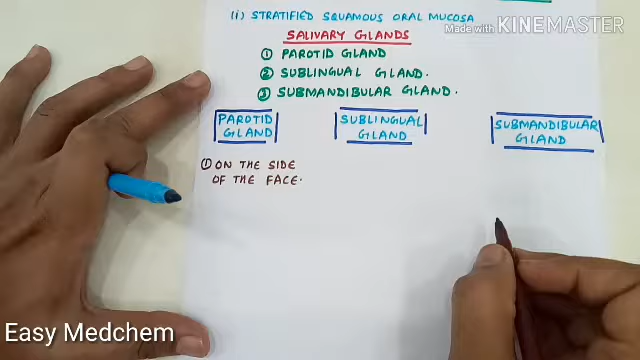 (ii) STRATIFIED SQUAMOUS ORAL MUCOSA
Made with KINEMASTER
SALIVARY GLANDS
① PAROTID GLAND
② SUBLINGUAL GLAND.
③ SUBMANDIBULAR GLAND.
PAROTID GLAND
SUBLINGUAL GLAND
SUBMANDIBULAR GLAND
① ON THE SIDE
OF THE FACE.
Easy Medchem